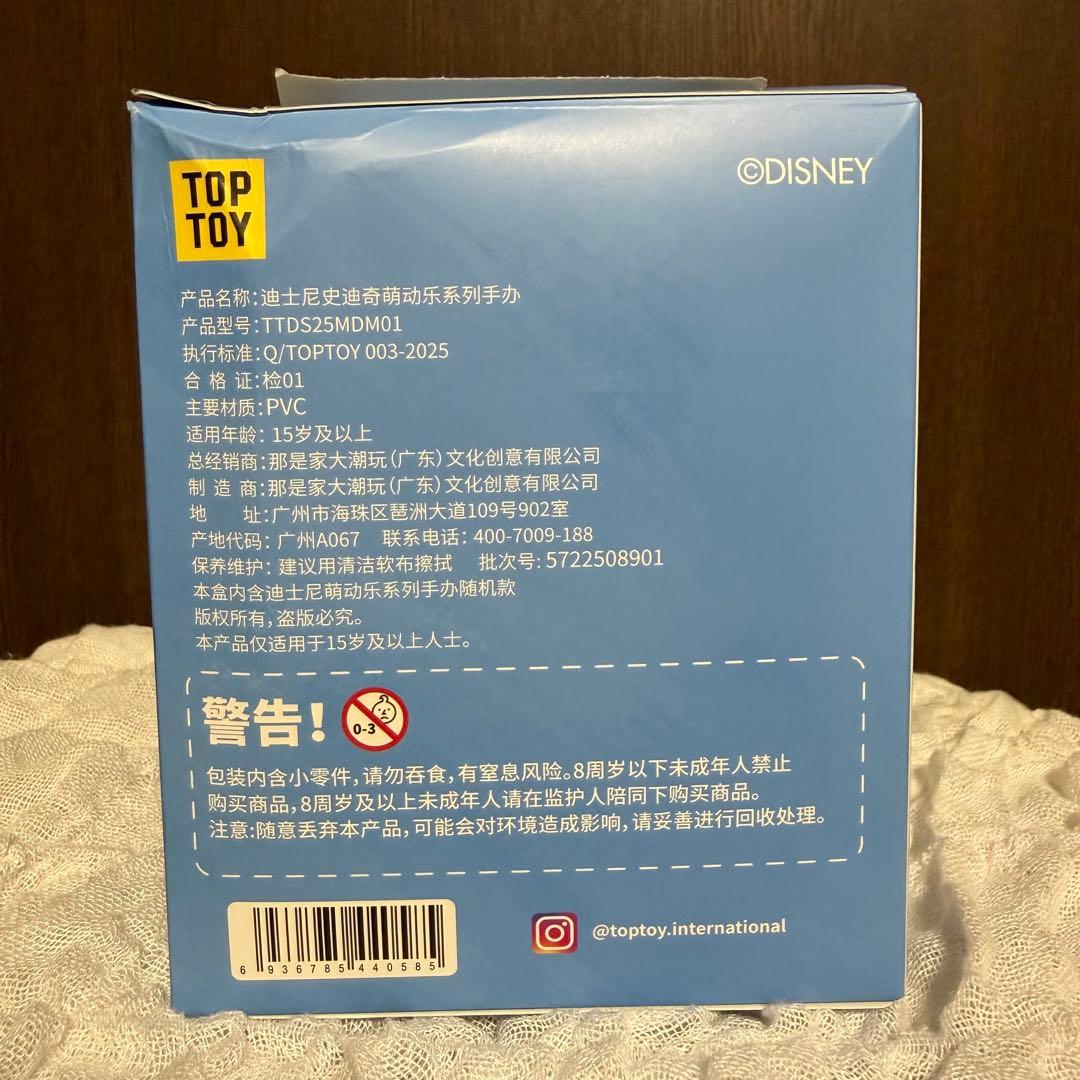 TOP
TOY
©DISNEY
产品名称:迪士尼史迪奇萌动乐系列手办
产品型号:TTDS25MDM01
执行标准:Q/TOPTOY 003-2025
合 格 证:检01
主要材质:PVC
适用年龄: 15岁及以上
总经销商:那是家大潮玩(广东)文化创意有限公司
制 造 商:那是家大潮玩(广东)文化创意有限公司
地 址:广州市海珠区琶洲大道109号902室
产地代码: 广州A067 联系电话: 400-7009-188
保养维护: 建议用清洁软布擦拭 批次号: 5722508901
本盒内含迪士尼萌动乐系列手办随机款
版权所有,盗版必究。
本产品仅适用于15岁及以上人士。
警告! 0-3
包装内含小零件,请勿吞食,有窒息风险。8周岁以下未成年人禁止
购买商品,8周岁及以上未成年人请在监护人陪同下购买商品。
注意:随意丢弃本产品,可能会对环境造成影响,请妥善进行回收处理。
@toptoy.international
6 936785 440585